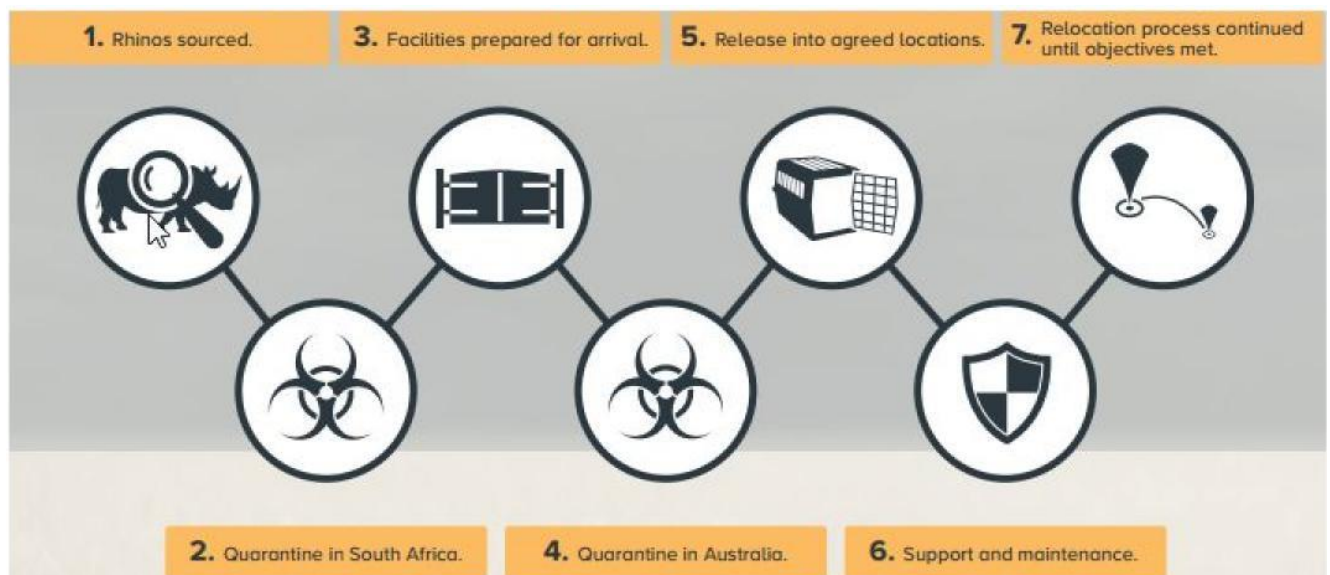 1. Rhinos sourced.
3. Facilities prepared for arrival.
5. Release into agreed locations.
7. Relocation process continued
until objectives met.
2. Quarantine in South Africa.
4. Quarantine in Australia.
6. Support and maintenance.